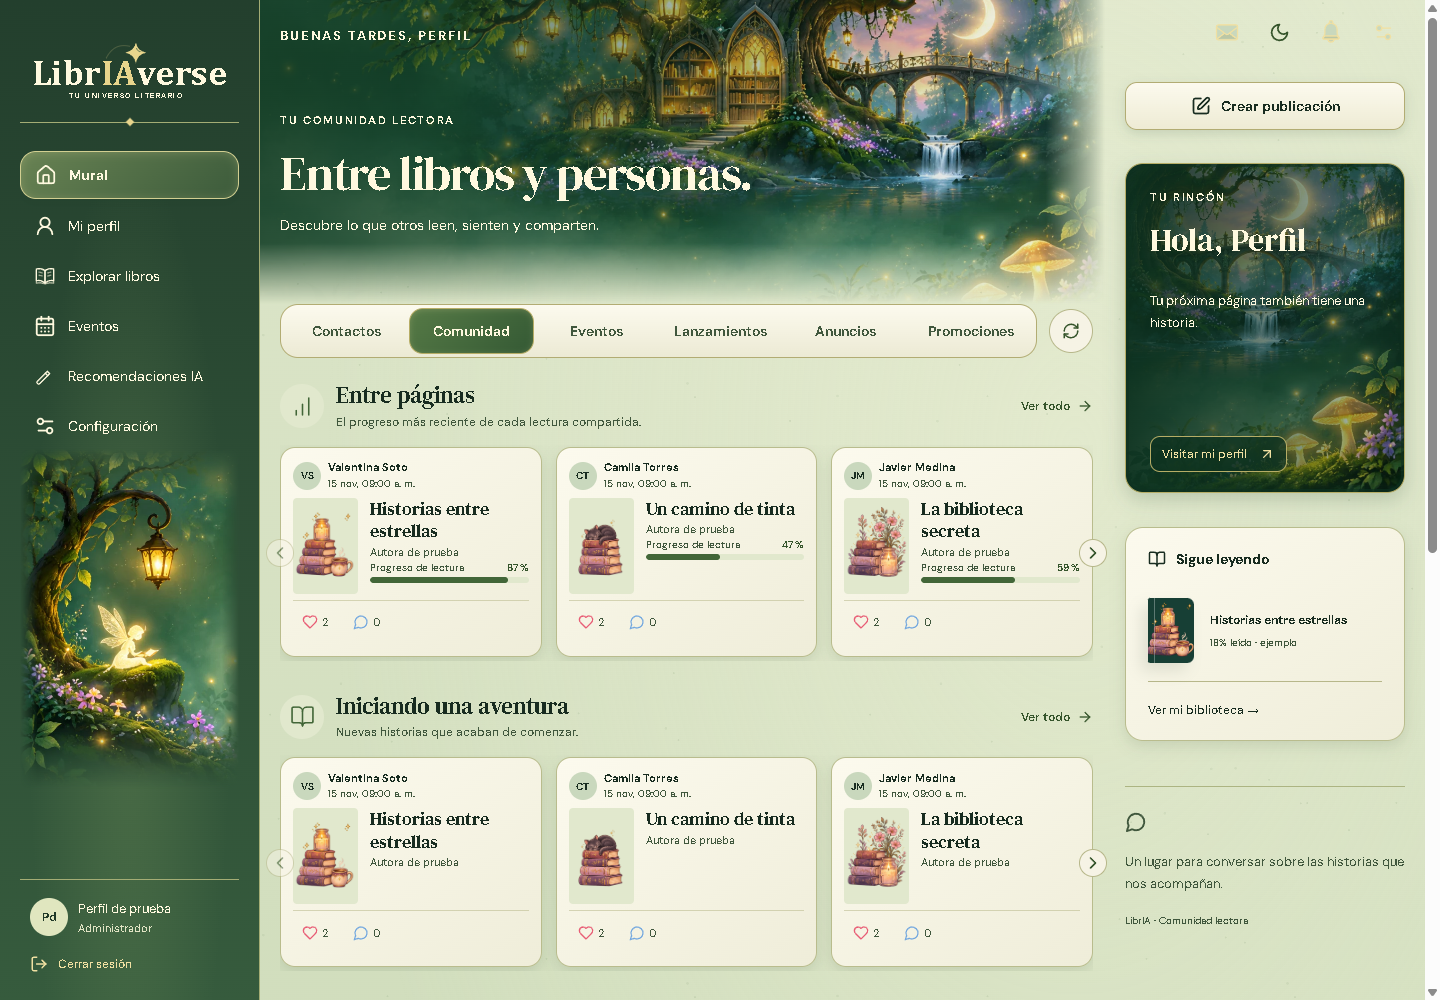 LibrIAverse
TU UNIVERSO LITERARIO
Mural
Mi perfil
Explorar libros
Eventos
Recomendaciones IA
Configuración
Pd
Perfil de prueba
Administrador
Cerrar sesión
BUENAS TARDES, PERFIL
TU COMUNIDAD LECTORA
Entre libros y personas.
Descubre lo que otros leen, sienten y comparten.
Contactos
Comunidad
Eventos
Lanzamientos
Anuncios
Promociones
Entre páginas
El progreso más reciente de cada lectura compartida.
Ver todo
VS
Valentina Soto
15 nov, 09:00 a. m.
Historias entre
estrellas
Autora de prueba
Progreso de lectura 87 %
2 0
CT
Camila Torres
15 nov, 09:00 a. m.
Un camino de tinta
Autora de prueba
Progreso de lectura 47 %
2 0
JM
Javier Medina
15 nov, 09:00 a. m.
La biblioteca
secreta
Autora de prueba
Progreso de lectura 59 %
2 0
Iniciando una aventura
Nuevas historias que acaban de comenzar.
Ver todo
VS
Valentina Soto
15 nov, 09:00 a. m.
Historias entre
estrellas
Autora de prueba
2 0
CT
Camila Torres
15 nov, 09:00 a. m.
Un camino de tinta
Autora de prueba
2 0
JM
Javier Medina
15 nov, 09:00 a. m.
La biblioteca
secreta
Autora de prueba
2 0
Crear publicación
TU RINCÓN
Hola, Perfil
Tu próxima página también tiene una
historia.
Visitar mi perfil
Sigue leyendo
Historias entre estrellas
18% leído · ejemplo
Ver mi biblioteca →
Un lugar para conversar sobre las historias que
nos acompañan.
LibrIA · Comunidad lectora